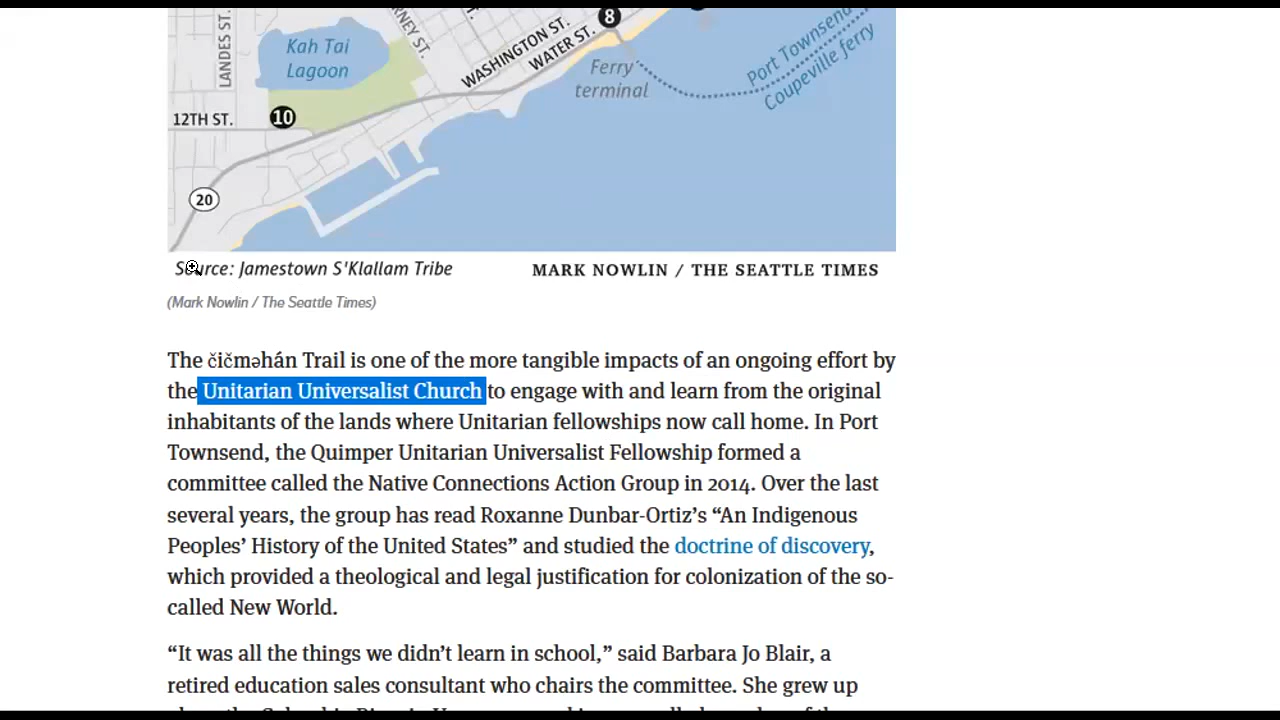 LANDES ST.
Kah Tai
Lagoon
WASHINGTON ST.
WATER ST.
8
Ferry
terminal
Port Townsend
Coupeville ferry
12TH ST.
10
20
Source: Jamestown S'Klallam Tribe
MARK NOWLIN / THE SEATTLE TIMES
(Mark Nowlin / The Seattle Times)
The čičməhán Trail is one of the more tangible impacts of an ongoing effort by
the Unitarian Universalist Church to engage with and learn from the original
inhabitants of the lands where Unitarian fellowships now call home. In Port
Townsend, the Quimper Unitarian Universalist Fellowship formed a
committee called the Native Connections Action Group in 2014. Over the last
several years, the group has read Roxanne Dunbar-Ortiz’s “An Indigenous
Peoples’ History of the United States” and studied the doctrine of discovery,
which provided a theological and legal justification for colonization of the so-
called New World.
“It was all the things we didn’t learn in school,” said Barbara Jo Blair, a
retired education sales consultant who chairs the committee. She grew up